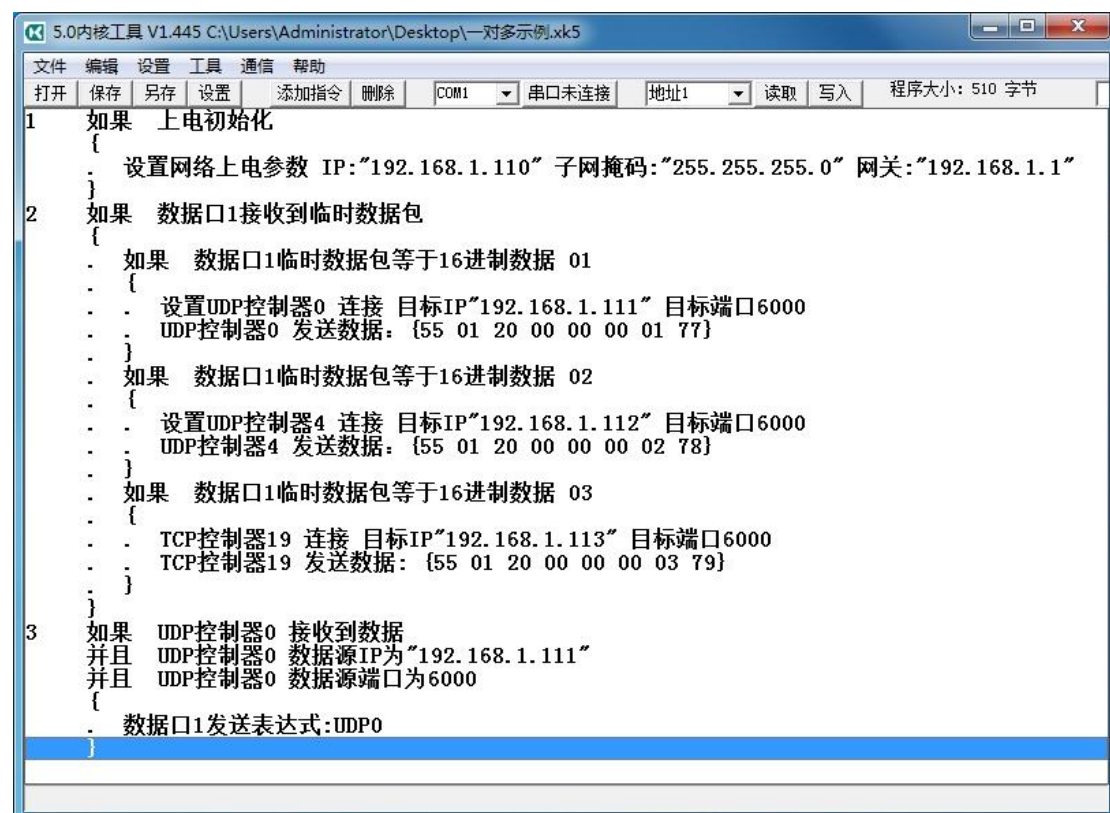 5.0内核工具 V1.445 C:\Users\Administrator\Desktop\一对多示例.xk5
文件 编辑 设置 工具 通信 帮助
打开 保存 另存 设置 添加指令 删除 COM1 串口未连接 地址1 读取 写入 程序大小: 510 字节
1 如果 上电初始化
{
. 设置网络上电参数 IP:"192.168.1.110" 子网掩码:"255.255.255.0" 网关:"192.168.1.1"
}
2 如果 数据口1接收到临时数据包
{
. 如果 数据口1临时数据包等于16进制数据 01
. {
. . 设置UDP控制器0 连接 目标IP"192.168.1.111" 目标端口6000
. . UDP控制器0 发送数据: {55 01 20 00 00 00 01 77}
. }
. 如果 数据口1临时数据包等于16进制数据 02
. {
. . 设置UDP控制器4 连接 目标IP"192.168.1.112" 目标端口6000
. . UDP控制器4 发送数据: {55 01 20 00 00 00 02 78}
. }
. 如果 数据口1临时数据包等于16进制数据 03
. {
. . TCP控制器19 连接 目标IP"192.168.1.113" 目标端口6000
. . TCP控制器19 发送数据: {55 01 20 00 00 00 03 79}
. }
}
3 如果 UDP控制器0 接收到数据
并且 UDP控制器0 数据源IP为"192.168.1.111"
并且 UDP控制器0 数据源端口为6000
{
. 数据口1发送表达式:UDP0
}